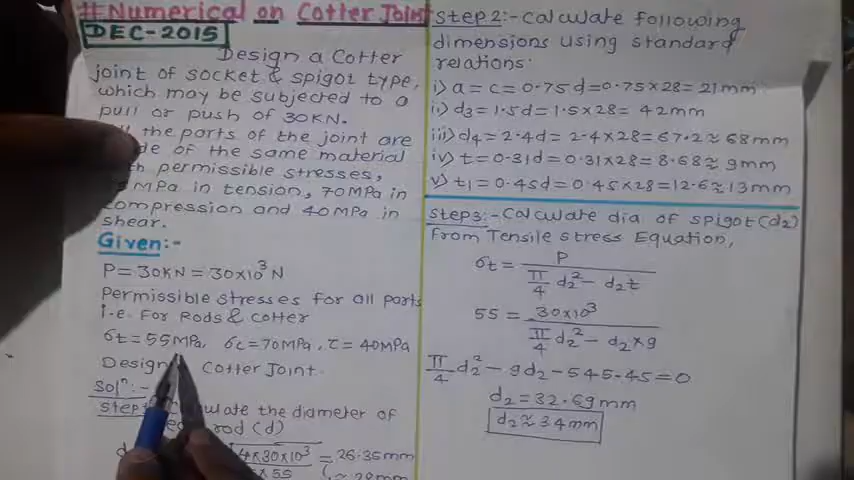 #Numerical on Cotter Joint
DEC-2015
Design a Cotter
joint of socket & spigot type,
which may be subjected to a
pull or push of 30KN.
the parts of the joint are
of the same material
permissible stresses,
MPa in tension, 70MPa in
compression and 40MPa in
shear.
Given:-
P=30KN=30×10³N
Permissible stresses for all parts
i.e. For Rods & cotter
σt=55MPa, σc=70MPa, τ=40MPa
Design Cotter Joint.
Solⁿ:-
Step Calculate the diameter of
rod (d)
4×30×10³ = 26.35mm
×55 ≈ 28mm
Step2:- Calculate following
dimensions using standard
relations:
i) a=c=0.75d=0.75×28=21mm
ii) d3=1.5d=1.5×28=42mm
iii) d4=2.4d=2.4×28=67.2≈68mm
iv) t=0.31d=0.31×28=8.68≈9mm
v) t1=0.45d=0.45×28=12.6≈13mm
Step3:- Calculate dia of spigot(d2)
From Tensile stress Equation,
σt = P
π/4 d2² - d2t
55 = 30×10³
π/4 d2² - d2×9
π/4 d2² - 9d2 - 545.45=0
d2=32.69mm
d2≈34mm